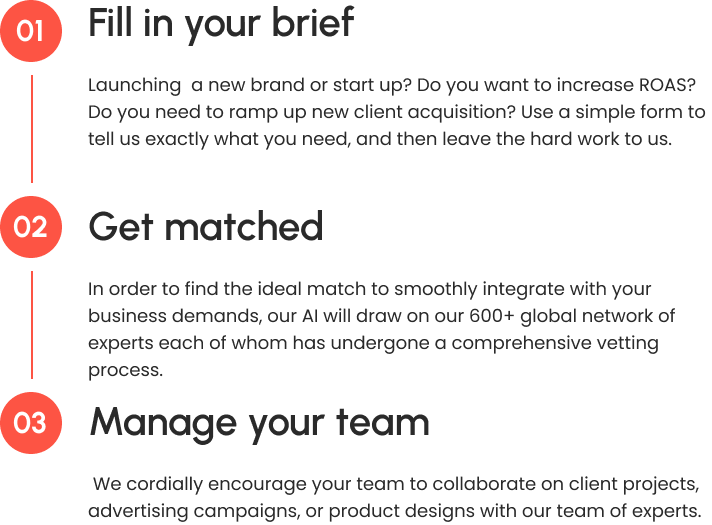 01
Fill in your brief
Launching  a new brand or start up? Do you want to increase ROAS?
Do you need to ramp up new client acquisition? Use a simple form to
tell us exactly what you need, and then leave the hard work to us.
02
Get matched
In order to find the ideal match to smoothly integrate with your
business demands, our AI will draw on our 600+ global network of
experts each of whom has undergone a comprehensive vetting
process.
03
Manage your team
We cordially encourage your team to collaborate on client projects,
advertising campaigns, or product designs with our team of experts.